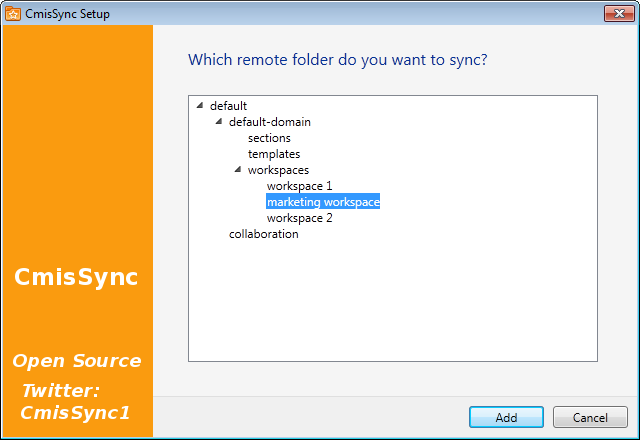 CmisSync Setup
Which remote folder do you want to sync?
default
default-domain
sections
templates
workspaces
workspace 1
marketing workspace
workspace 2
collaboration
CmisSync
Open Source
Twitter:
CmisSync1
Add
Cancel